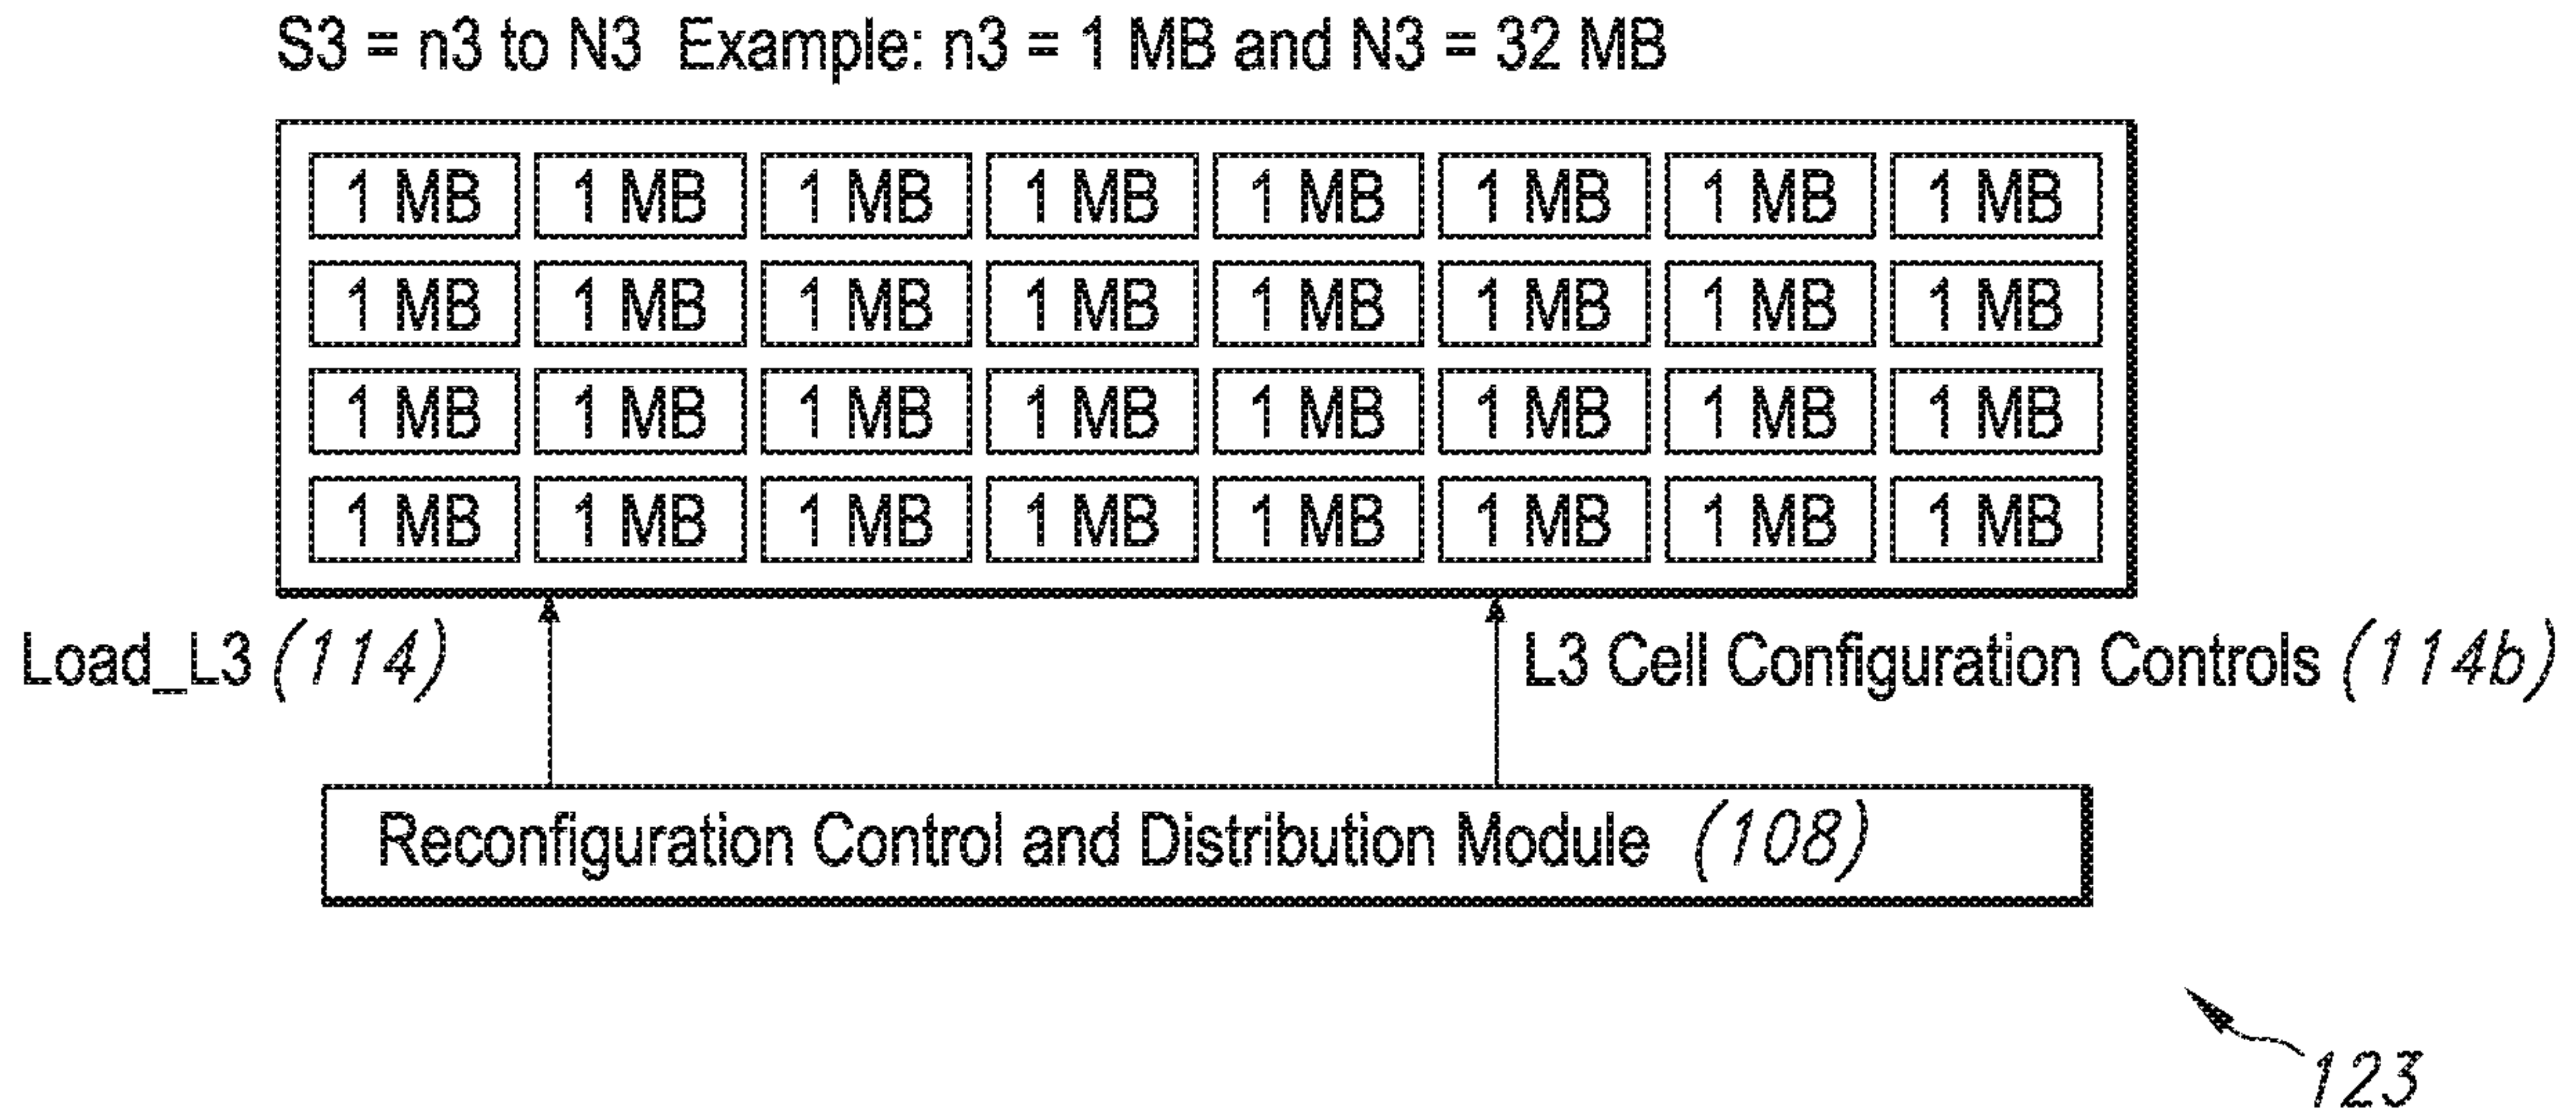 S3 = n3 to N3 Example: n3 = 1 MB and N3 = 32 MB
1 MB 1 MB 1 MB 1 MB 1 MB 1 MB 1 MB 1 MB
1 MB 1 MB 1 MB 1 MB 1 MB 1 MB 1 MB 1 MB
1 MB 1 MB 1 MB 1 MB 1 MB 1 MB 1 MB 1 MB
1 MB 1 MB 1 MB 1 MB 1 MB 1 MB 1 MB 1 MB
Load_L3 (114)
L3 Cell Configuration Controls (114b)
Reconfiguration Control and Distribution Module (108)
123